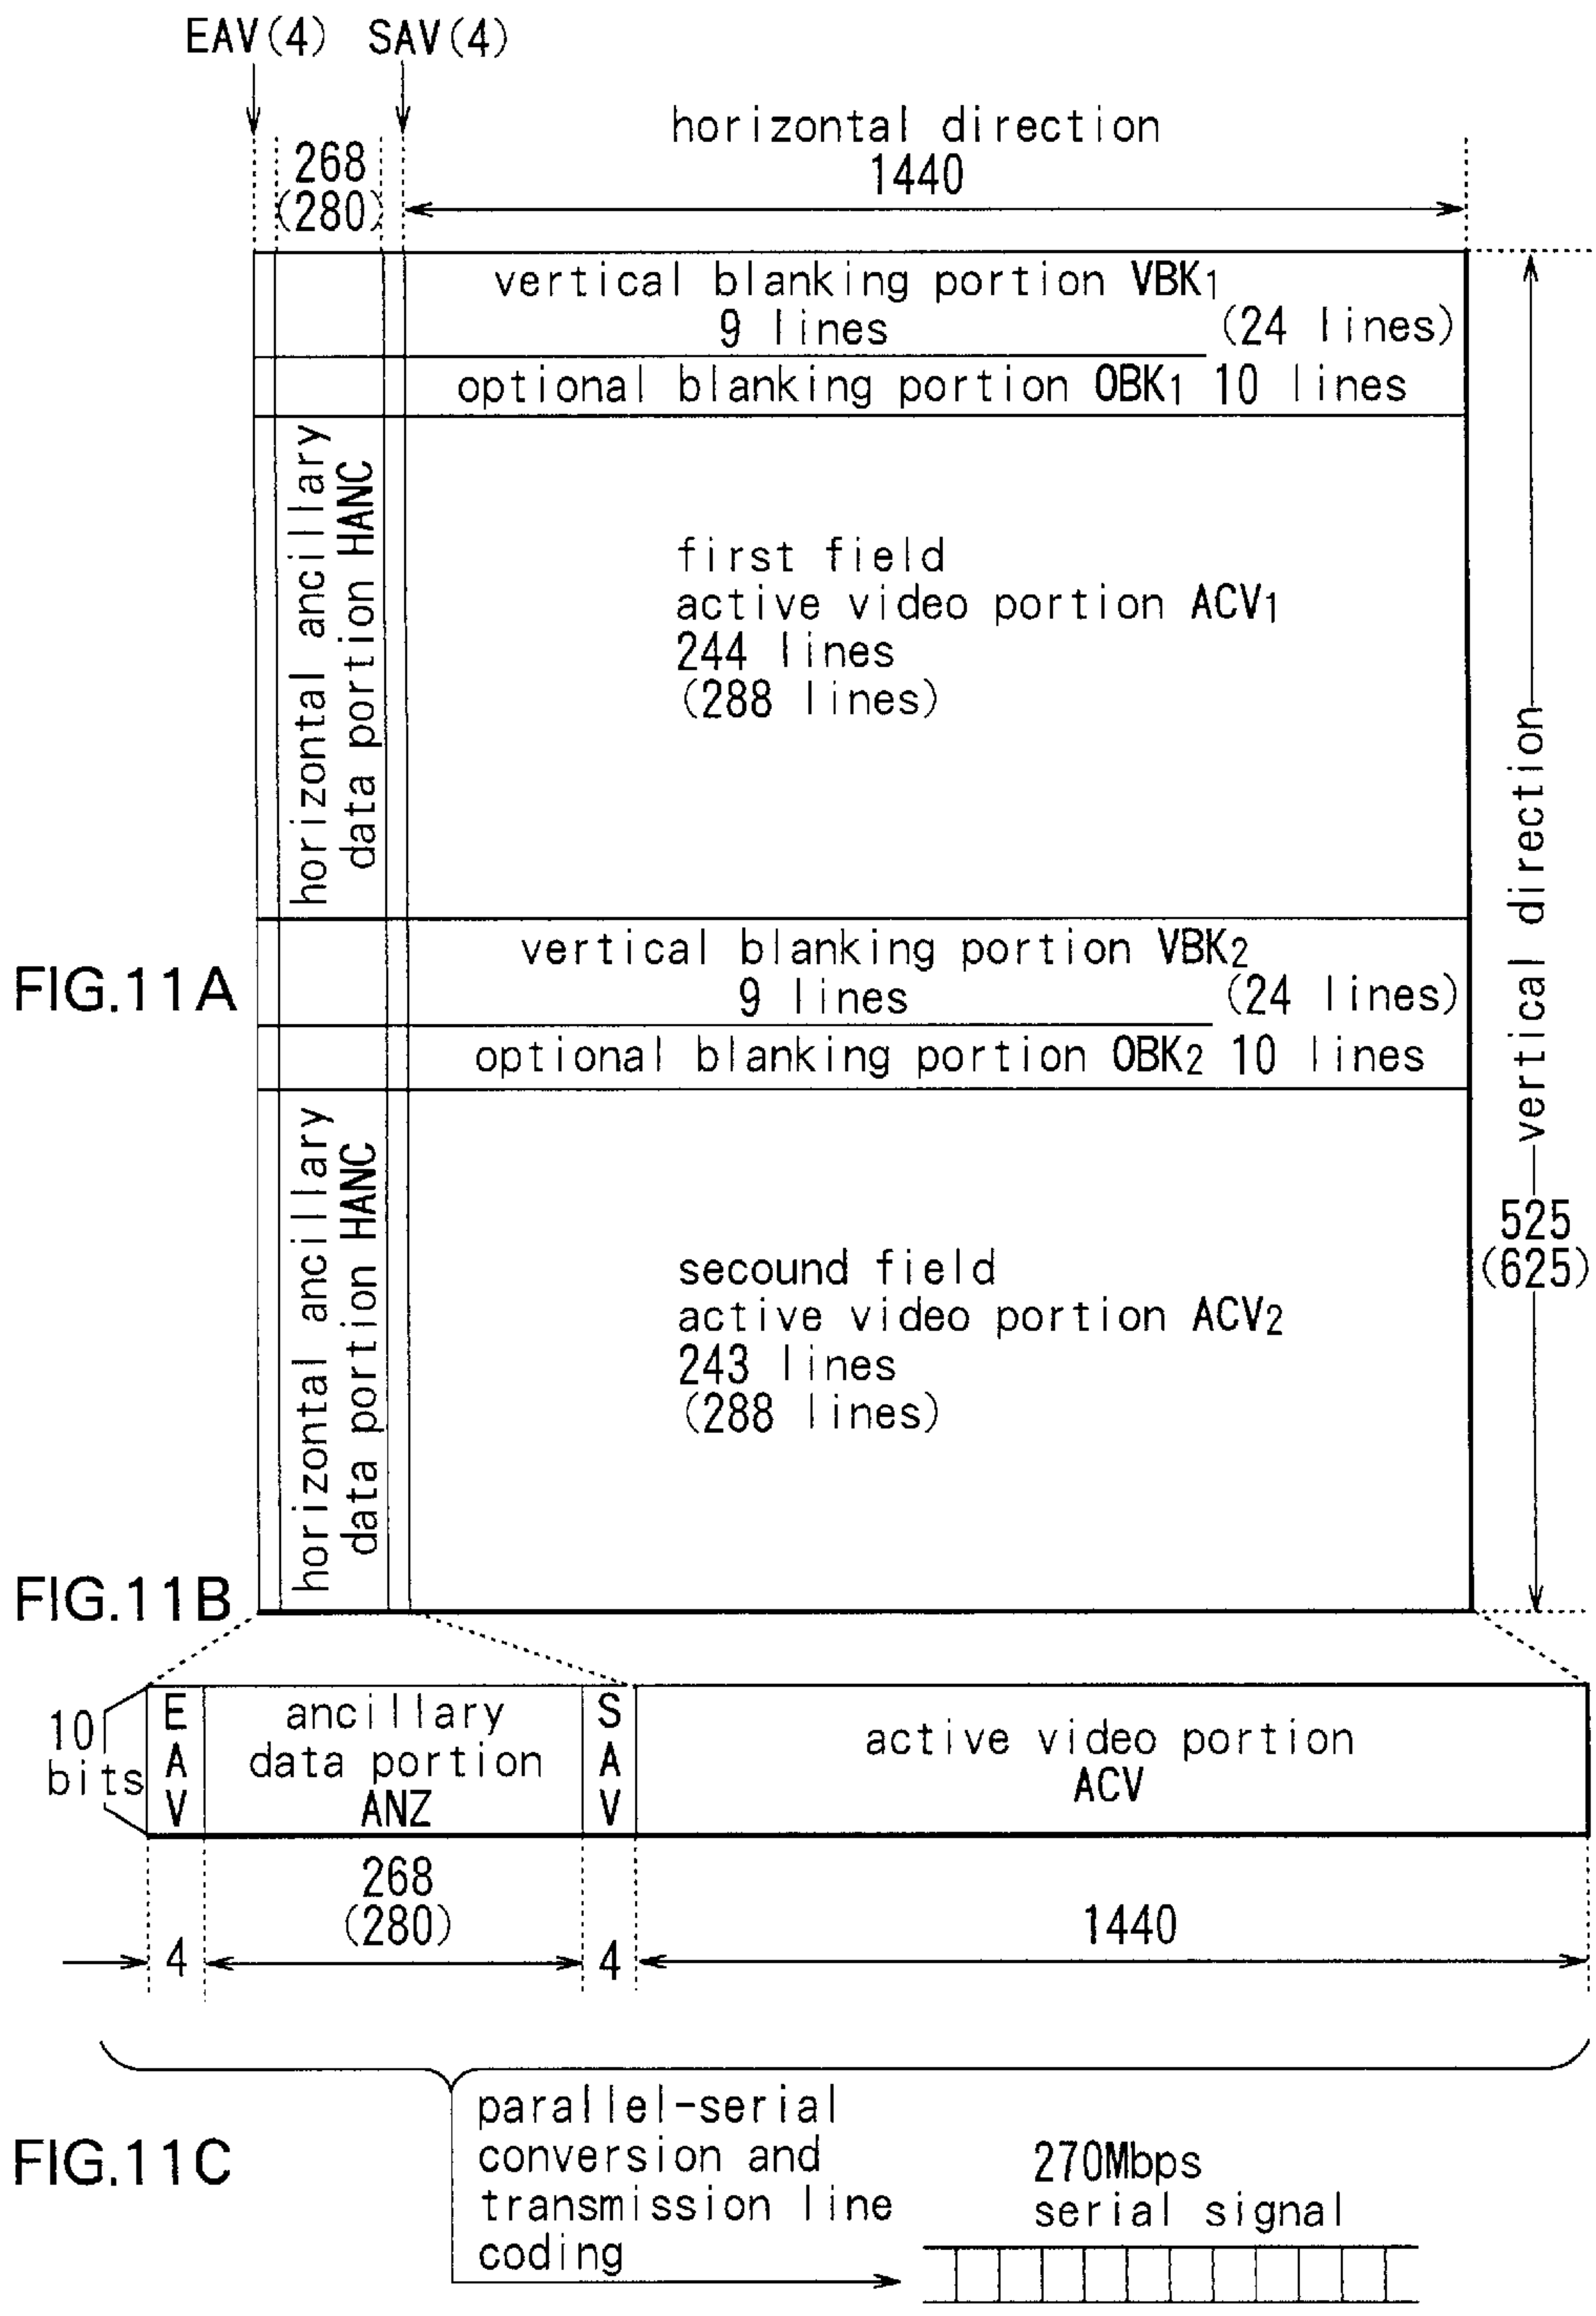 EAV(4) SAV(4)
horizontal direction
268
1440
(280)
vertical blanking portion VBK1
9 lines (24 lines)
optional blanking portion OBK1 10 lines
horizontal ancillary
data portion HANC
first field
active video portion ACV1
244 lines
(288 lines)
vertical direction
525
(625)
FIG.11A
vertical blanking portion VBK2
9 lines (24 lines)
optional blanking portion OBK2 10 lines
horizontal ancillary
data portion HANC
secound field
active video portion ACV2
243 lines
(288 lines)
FIG.11B
10
bits
EAV
ancillary
data portion
ANZ
SAV
active video portion
ACV
268
(280)
1440
4
4
FIG.11C
parallel-serial
conversion and
transmission line
coding
270Mbps
serial signal